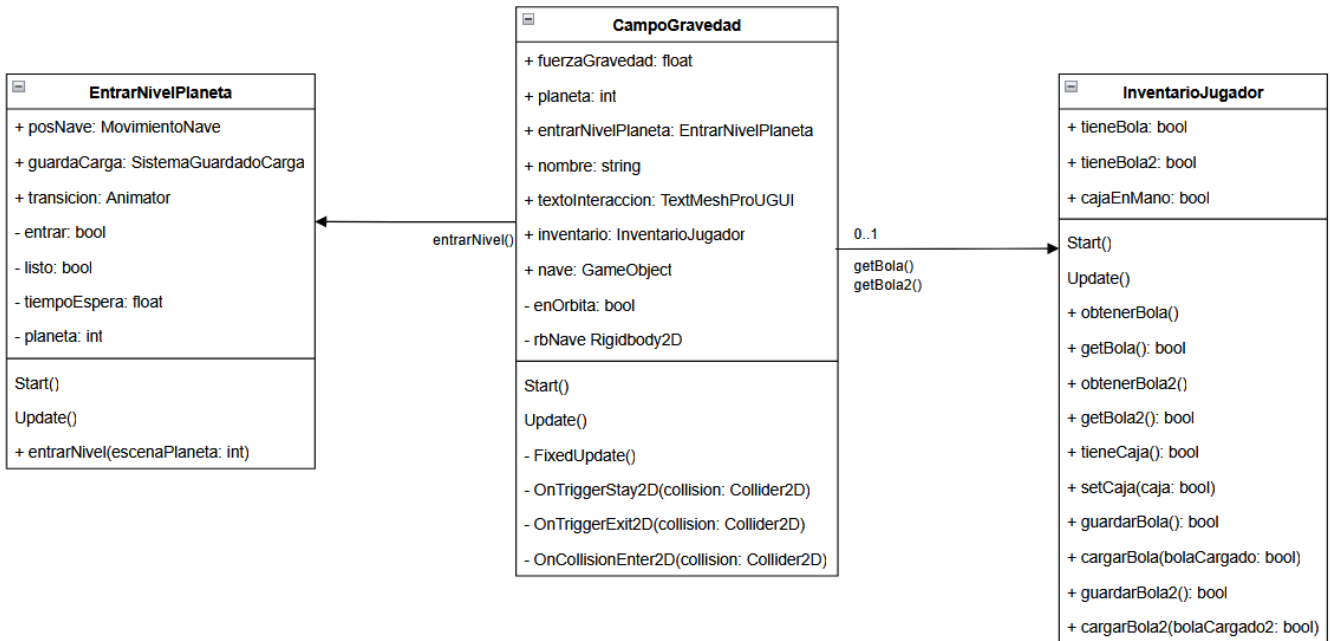 EntrarNivelPlaneta
+ posNave: MovimientoNave
+ guardaCarga: SistemaGuardadoCarga
+ transicion: Animator
- entrar: bool
- listo: bool
- tiempoEspera: float
- planeta: int
Start()
Update()
+ entrarNivel(escenaPlaneta: int)
entrarNivel()
CampoGravedad
+ fuerzaGravedad: float
+ planeta: int
+ entrarNivelPlaneta: EntrarNivelPlaneta
+ nombre: string
+ textoInteraccion: TextMeshProUGUI
+ inventario: InventarioJugador
+ nave: GameObject
- enOrbita: bool
- rbNave Rigidbody2D
Start()
Update()
- FixedUpdate()
- OnTriggerStay2D(collision: Collider2D)
- OnTriggerExit2D(collision: Collider2D)
- OnCollisionEnter2D(collision: Collider2D)
0..1
getBola()
getBola2()
InventarioJugador
+ tieneBola: bool
+ tieneBola2: bool
+ cajaEnMano: bool
Start()
Update()
+ obtenerBola()
+ getBola(): bool
+ obtenerBola2()
+ getBola2(): bool
+ tieneCaja(): bool
+ setCaja(caja: bool)
+ guardarBola(): bool
+ cargarBola(bolaCargado: bool)
+ guardarBola2(): bool
+ cargarBola2(bolaCargado2: bool)